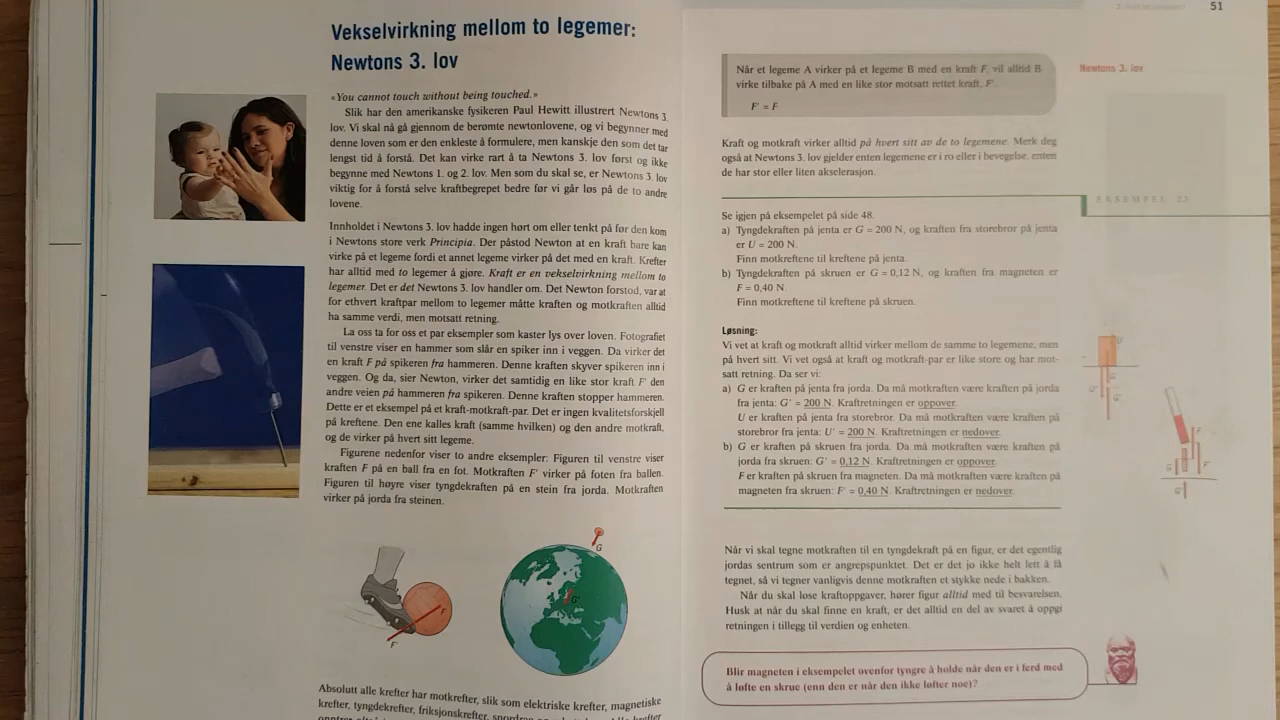 Vekselvirkning mellom to legemer:
Newtons 3. lov
«You cannot touch without being touched.»
Slik har den amerikanske fysikeren Paul Hewitt illustrert Newtons 3.
lov. Vi skal nå gå gjennom de berømte newtonlovene, og vi begynner med
denne loven som er den enkleste å formulere, men kanskje den som det tar
lengst tid å forstå. Det kan virke rart å ta Newtons 3. lov først og ikke
begynne med Newtons 1. og 2. lov. Men som du skal se, er Newtons 3. lov
viktig for å forstå selve kraftbegrepet bedre før vi går løs på de to andre
lovene.
Innholdet i Newtons 3. lov hadde ingen hørt om eller tenkt på før den kom
i Newtons store verk Principia. Der påstod Newton at en kraft bare kan
virke på et legeme fordi et annet legeme virker på det med en kraft. Krefter
har alltid med to legemer å gjøre. Kraft er en vekselvirkning mellom to
legemer. Det er det Newtons 3. lov handler om. Det Newton forstod, var at
for ethvert kraftpar mellom to legemer måtte kraften og motkraften alltid
ha samme verdi, men motsatt retning.
La oss ta for oss et par eksempler som kaster lys over loven. Fotografiet
til venstre viser en hammer som slår en spiker inn i veggen. Da virker det
en kraft F på spikeren fra hammeren. Denne kraften skyver spikeren inn i
veggen. Og da, sier Newton, virker det samtidig en like stor kraft F' den
andre veien på hammeren fra spikeren. Denne kraften stopper hammeren.
Dette er et eksempel på et kraft-motkraft-par. Det er ingen kvalitetsforskjell
på kreftene. Den ene kalles kraft (samme hvilken) og den andre motkraft,
og de virker på hvert sitt legeme.
Figurene nedenfor viser to andre eksempler: Figuren til venstre viser
kraften F på en ball fra en fot. Motkraften F' virker på foten fra ballen.
Figuren til høyre viser tyngdekraften på en stein fra jorda. Motkraften
virker på jorda fra steinen.
F
F'
G
G'
Absolutt alle krefter har motkrefter, slik som elektriske krefter, magnetiske
krefter, tyngdekrefter, friksjonskrefter,
51
Når et legeme A virker på et legeme B med en kraft F, vil alltid B
virke tilbake på A med en like stor motsatt rettet kraft, F'.
F' = F
Newtons 3. lov
Kraft og motkraft virker alltid på hvert sitt av de to legemene. Merk deg
også at Newtons 3. lov gjelder enten legemene er i ro eller i bevegelse, enten
de har stor eller liten akselerasjon.
EKSEMPEL
Se igjen på eksempelet på side 48.
a) Tyngdekraften på jenta er G = 200 N, og kraften fra storebror på jenta
er U = 200 N.
Finn motkreftene til kreftene på jenta.
b) Tyngdekraften på skruen er G = 0,12 N, og kraften fra magneten er
F = 0,40 N.
Finn motkreftene til kreftene på skruen.
Løsning:
Vi vet at kraft og motkraft alltid virker mellom de samme to legemene, men
på hvert sitt. Vi vet også at kraft og motkraft-par er like store og har mot-
satt retning. Da ser vi:
a) G er kraften på jenta fra jorda. Da må motkraften være kraften på jorda
fra jenta: G' = 200 N. Kraftretningen er oppover.
U er kraften på jenta fra storebror. Da må motkraften være kraften på
storebror fra jenta: U' = 200 N. Kraftretningen er nedover.
b) G er kraften på skruen fra jorda. Da må motkraften være kraften på
jorda fra skruen: G' = 0,12 N. Kraftretningen er oppover.
F er kraften på skruen fra magneten. Da må motkraften være kraften på
magneten fra skruen: F' = 0,40 N. Kraftretningen er nedover.
Når vi skal tegne motkraften til en tyngdekraft på en figur, er det egentlig
jordas sentrum som er angrepspunktet. Det er det jo ikke helt lett å få
tegnet, så vi tegner vanligvis denne motkraften et stykke nede i bakken.
Når du skal løse kraftoppgaver, hører figur alltid med til besvarelsen.
Husk at når du skal finne en kraft, er det alltid en del av svaret å oppgi
retningen i tillegg til verdien og enheten.
Blir magneten i eksempelet ovenfor tyngre å holde når den er i ferd med
å løfte en skrue (enn den er når den ikke løfter noe)?